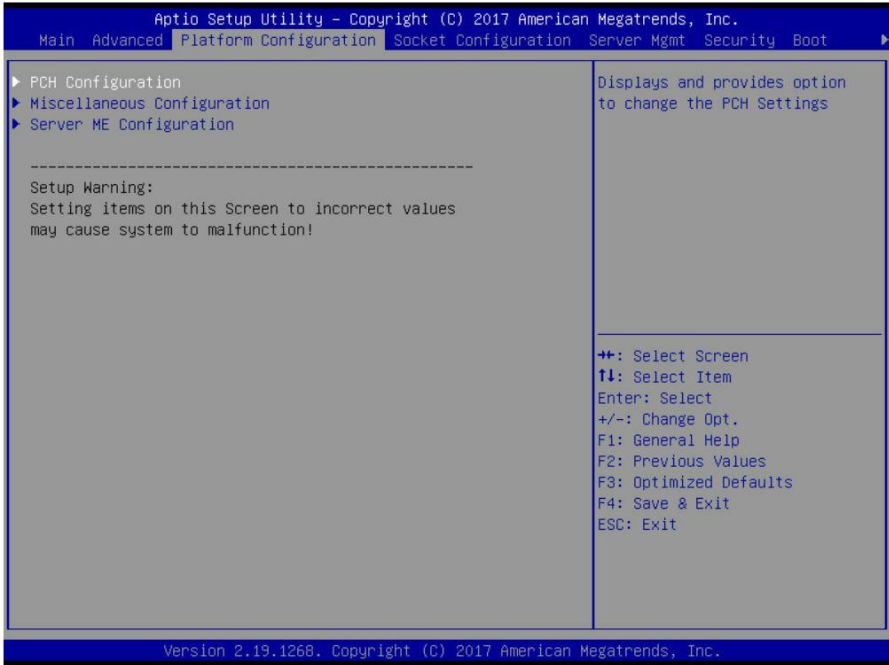 Aptio Setup Utility – Copyright (C) 2017 American Megatrends, Inc.
Main Advanced Platform Configuration Socket Configuration Server Mgmt Security Boot
PCH Configuration
Miscellaneous Configuration
Server ME Configuration
------------------------------------------------
Setup Warning:
Setting items on this Screen to incorrect values
may cause system to malfunction!
Displays and provides option
to change the PCH Settings
→←: Select Screen
↑↓: Select Item
Enter: Select
+/-: Change Opt.
F1: General Help
F2: Previous Values
F3: Optimized Defaults
F4: Save & Exit
ESC: Exit
Version 2.19.1268. Copyright (C) 2017 American Megatrends, Inc.